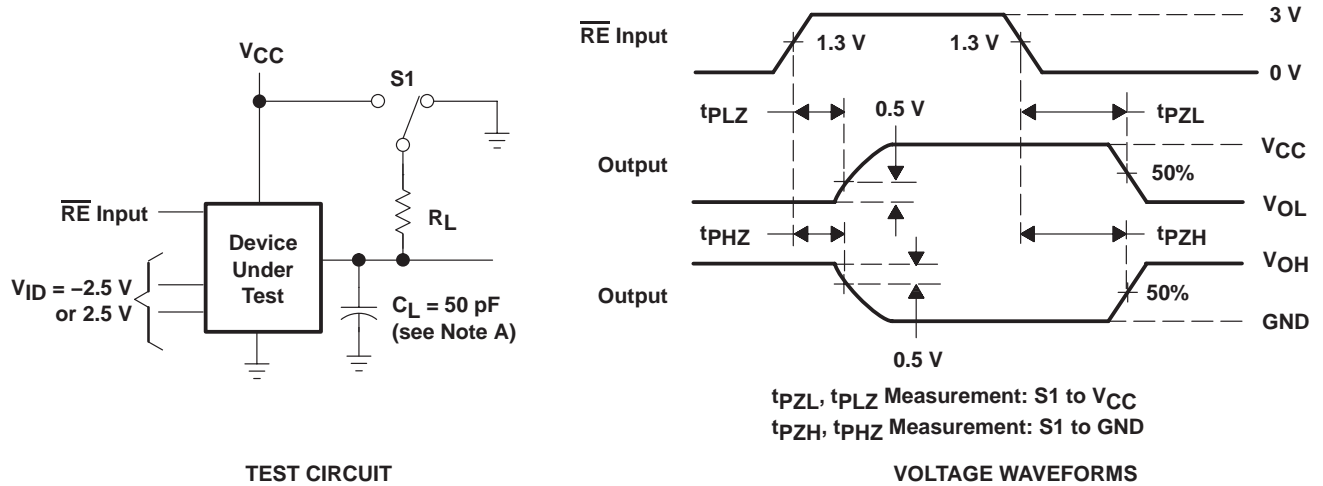 VCC
S1
RE Input
Device
Under
Test
RL
VID = –2.5 V
or 2.5 V
CL = 50 pF
(see Note A)
TEST CIRCUIT
RE Input
1.3 V
1.3 V
3 V
0 V
tPLZ
0.5 V
tPZL
Output
VCC
50%
VOL
tPHZ
tPZH
VOH
Output
50%
GND
0.5 V
tPZL, tPLZ Measurement: S1 to VCC
tPZH, tPHZ Measurement: S1 to GND
VOLTAGE WAVEFORMS